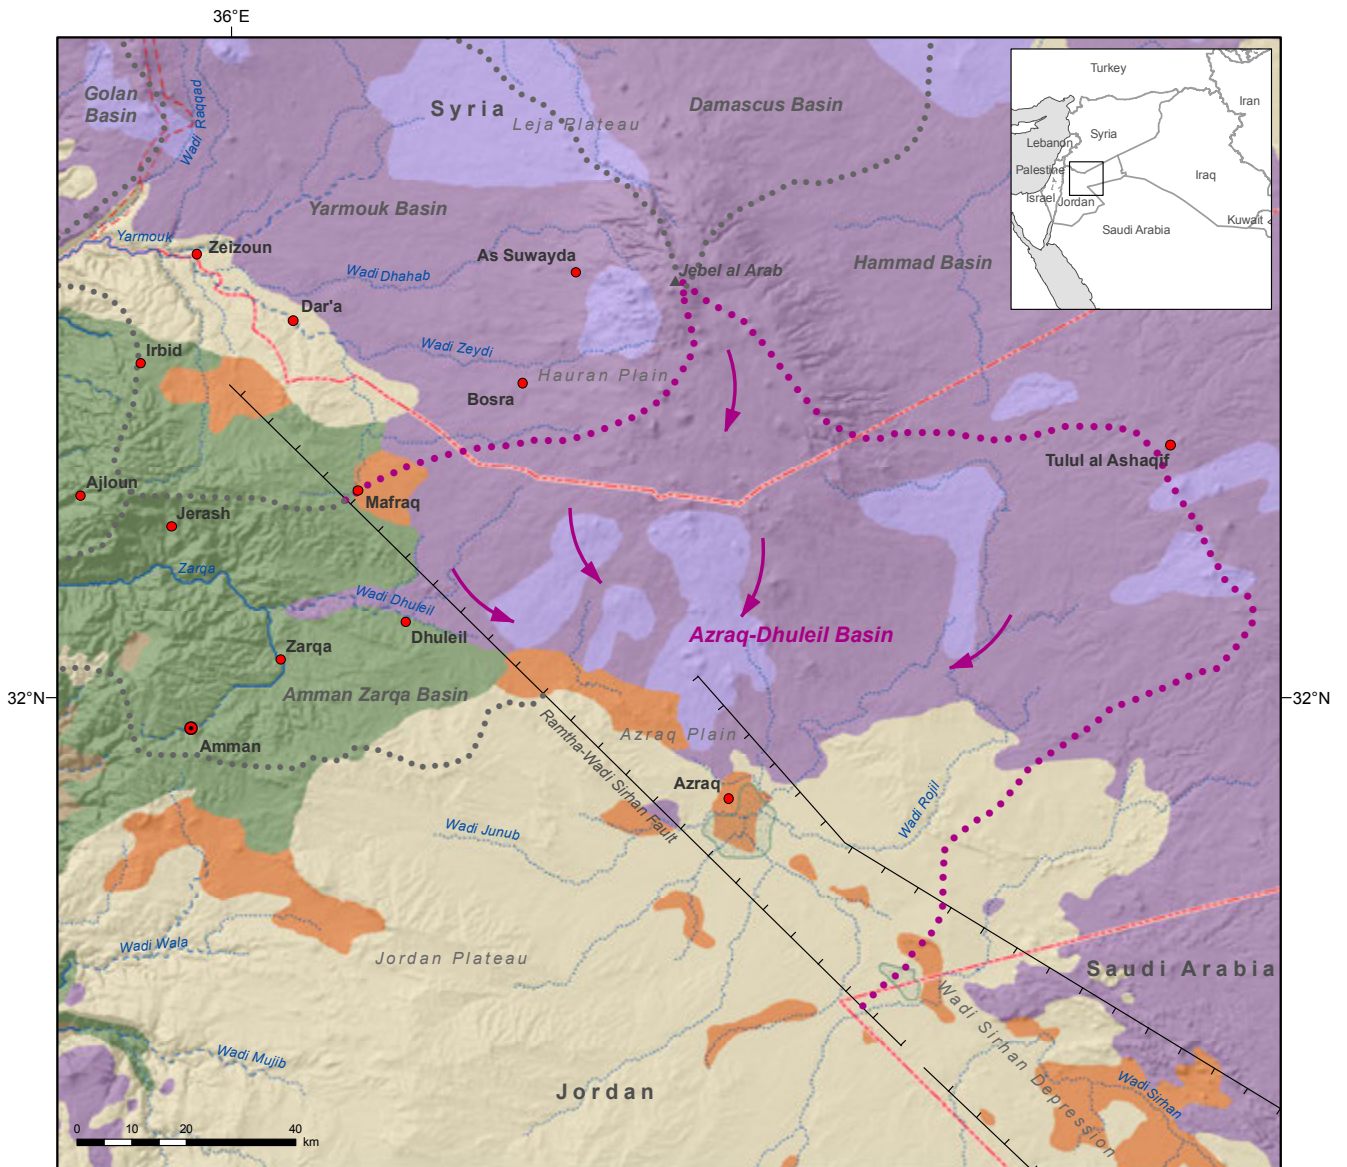 36°E
Golan
Basin
Wadi Raqqad
Syria
Leja Plateau
Damascus Basin
Turkey
Iran
Syria
Lebanon
Palestine
Iraq
Israel
Jordan
Kuwait
Saudi Arabia
Yarmouk Basin
Yarmouk
Zeizoun
As Suwayda
Jebel al Arab
Hammad Basin
Wadi Dhahab
Dar'a
Irbid
Wadi Zeydi
Hauran Plain
Bosra
Tulul al Ashaqif
Ajloun
Mafraq
Jerash
Zarqa
Wadi Dhuleil
Dhuleil
Azraq-Dhuleil Basin
Zarqa
Amman Zarqa Basin
32°N
32°N
Amman
Ramtha-Wadi Sirhan Fault
Azraq Plain
Azraq
Wadi Rojil
Wadi Junub
Wadi Wala
Jordan Plateau
Saudi Arabia
Wadi Sirhan Depression
Wadi Mujib
Wadi Sirhan
Jordan
0 10 20 40 km